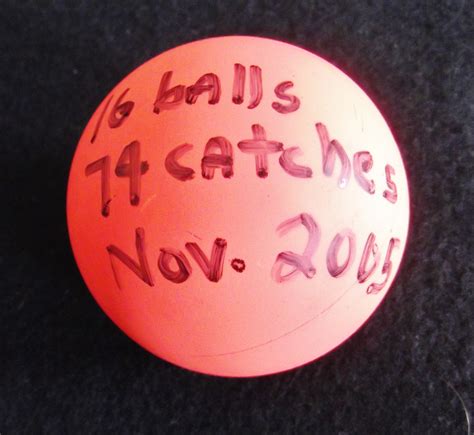 16 balls
74 catches
Nov. 2005